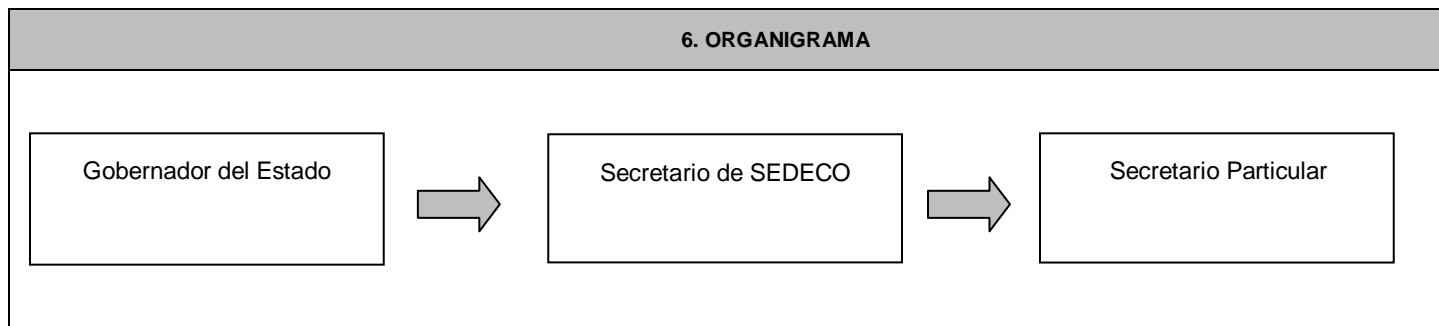 6. ORGANIGRAMA
Gobernador del Estado
Secretario de SEDECO
Secretario Particular